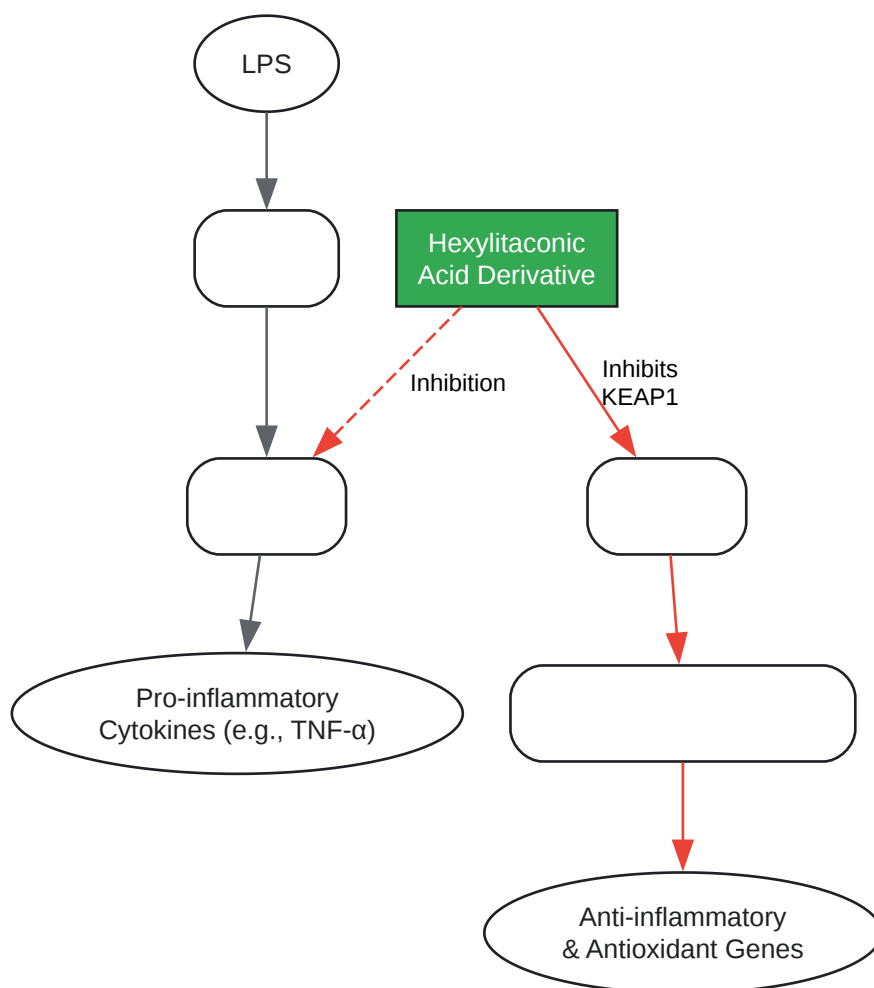 LPS
Hexylitaconic
Acid Derivative
Inhibition
Inhibits
KEAP1
Pro-inflammatory
Cytokines (e.g., TNF-α)
Anti-inflammatory
& Antioxidant Genes